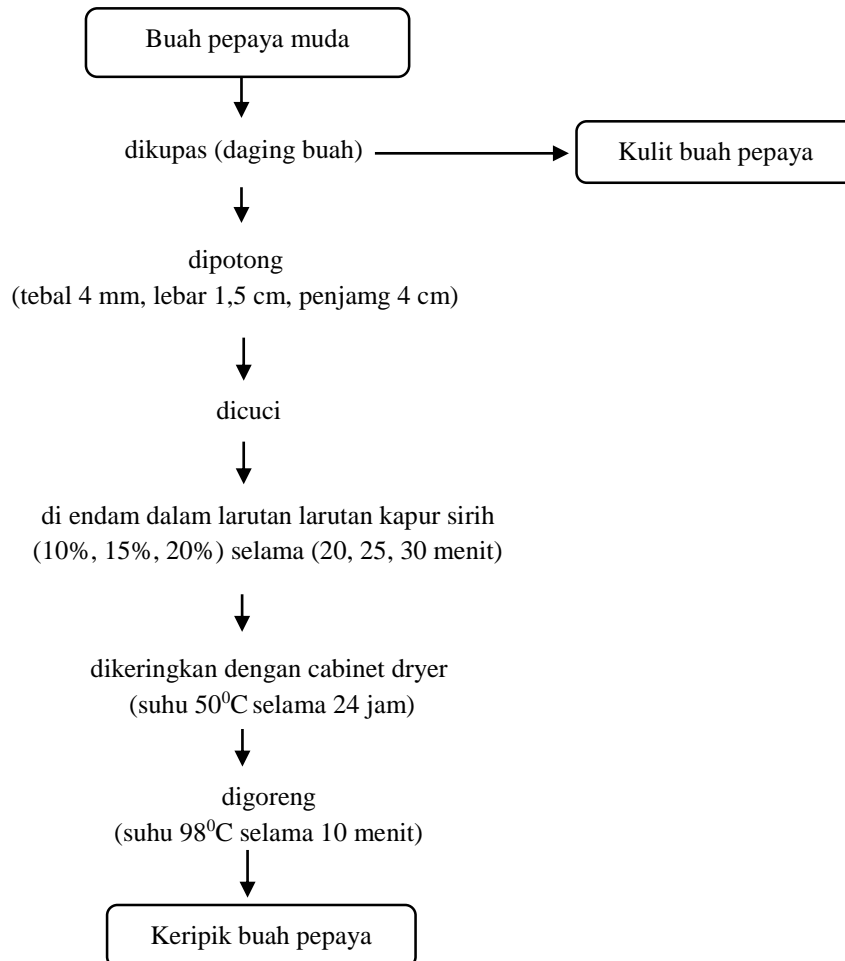 Buah pepaya muda
dikupas (daging buah)
Kulit buah pepaya
dipotong
(tebal 4 mm, lebar 1,5 cm, penjamg 4 cm)
dicuci
di endam dalam larutan larutan kapur sirih
(10%, 15%, 20%) selama (20, 25, 30 menit)
dikeringkan dengan cabinet dryer
(suhu 50⁰C selama 24 jam)
digoreng
(suhu 98⁰C selama 10 menit)
Keripik buah pepaya